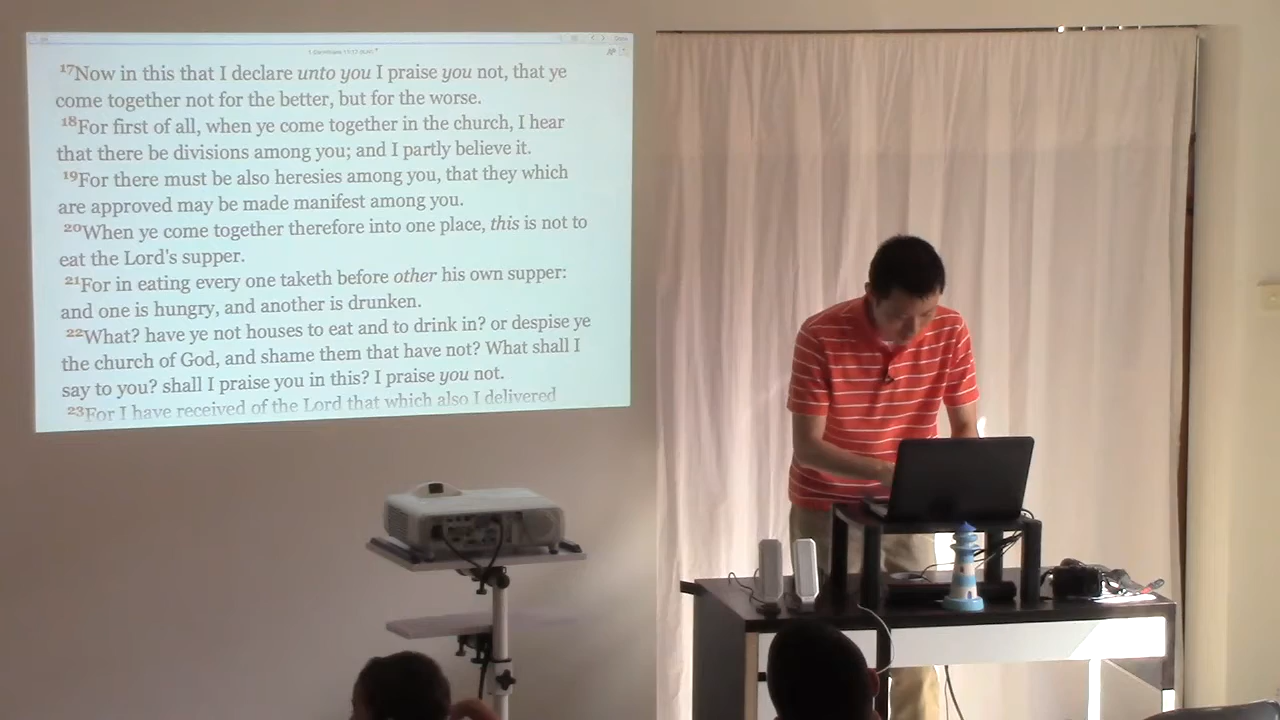 17Now in this that I declare unto you I praise you not, that ye
come together not for the better, but for the worse.
18For first of all, when ye come together in the church, I hear
that there be divisions among you; and I partly believe it.
19For there must be also heresies among you, that they which
are approved may be made manifest among you.
20When ye come together therefore into one place, this is not to
eat the Lord's supper.
21For in eating every one taketh before other his own supper:
and one is hungry, and another is drunken.
22What? have ye not houses to eat and to drink in? or despise ye
the church of God, and shame them that have not? What shall I
say to you? shall I praise you in this? I praise you not.
23For I have received of the Lord that which also I delivered